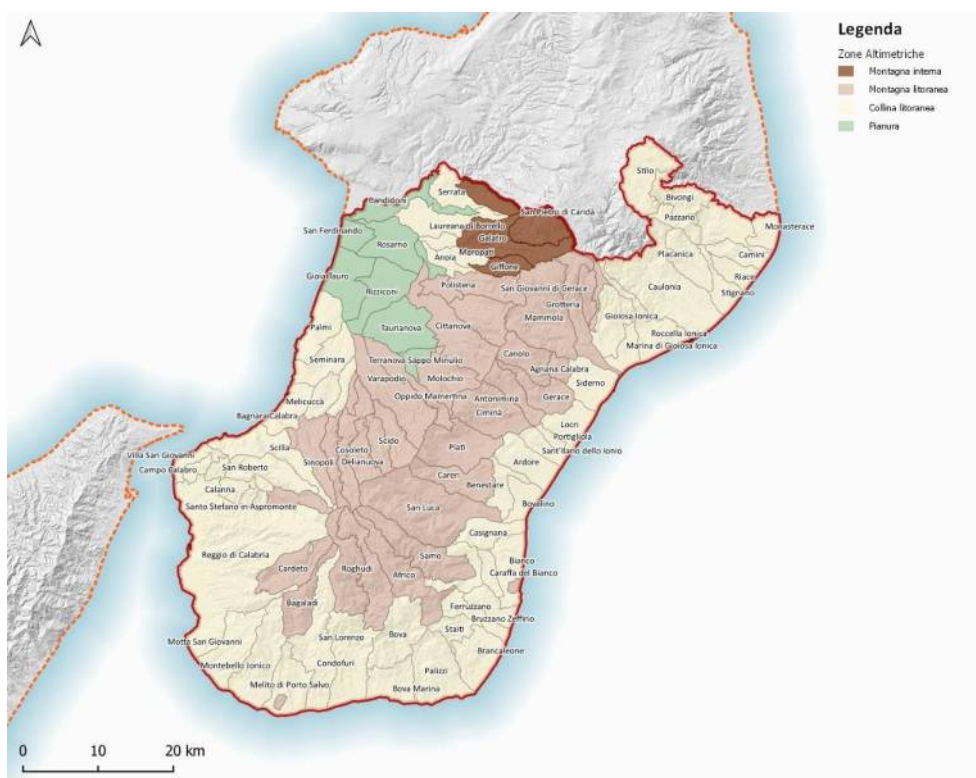 Legenda
Zone Altimetriche
Montagna interna
Montagna litoranea
Collina litoranea
Pianura
Stilo
Bivongi
Pazzano
Monasterace
Serrata
Candidoni
San Pietro di Caridà
San Ferdinando
Laureana di Borrello
Galatro
Rosarno
Maropati
Anoia
Giffone
Placanica
Camini
Riace
Stignano
Caulonia
Gioia Tauro
Rizziconi
Polistena
San Giovanni di Gerace
Grotteria
Mammola
Gioiosa Ionica
Roccella Ionica
Marina di Gioiosa Ionica
Palmi
Taurianova
Cittanova
Seminara
Terranova Sappo Minulio
Canolo
Agnana Calabra
Varapodio
Molochio
Siderno
Melicuccà
Oppido Mamertina
Antonimina
Gerace
Ciminà
Bagnara Calabra
Locri
Portigliola
Sant'Ilario dello Ionio
Villa San Giovanni
Scilla
Scido
Cosoleto
Delianuova
Platì
Campo Calabro
San Roberto
Sinopoli
Ardore
Careri
Benestare
Calanna
Santo Stefano in Aspromonte
San Luca
Bovalino
Casignana
Reggio di Calabria
Samo
Bianco
Caraffa del Bianco
Cardeto
Roghudi
Africo
Bagaladi
Ferruzzano
Bruzzano Zeffirio
Staiti
Motta San Giovanni
San Lorenzo
Bova
Brancaleone
Montebello Ionico
Condofuri
Palizzi
Melito di Porto Salvo
Bova Marina
0 10 20 km